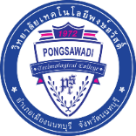 วิทยาลัยเทคโนโลยีพงษ์สวัสดิ์
PONGSAWADI
Technological College
อำเภอเมืองนนทบุรี จังหวัดนนทบุรี